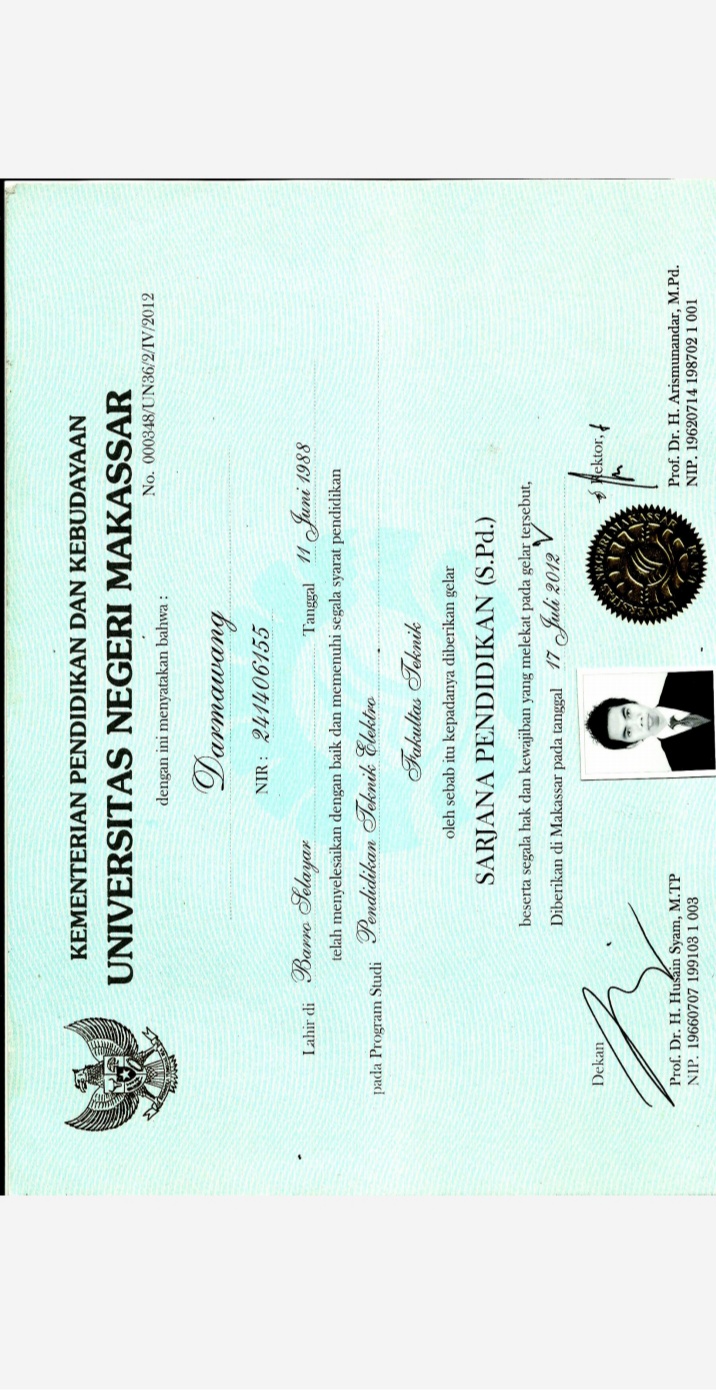 KEMENTERIAN PENDIDIKAN DAN KEBUDAYAAN
UNIVERSITAS NEGERI MAKASSAR
No. 000348/UN36/2/IV/2012
dengan ini menyatakan bahwa :
Darmawang
NIR : 241406155
Lahir di Barro Selayar Tanggal 11 Juni 1988
telah menyelesaikan dengan baik dan memenuhi segala syarat pendidikan
pada Program Studi Pendidikan Teknik Elektro
Fakultas Teknik
oleh sebab itu kepadanya diberikan gelar
SARJANA PENDIDIKAN (S.Pd.)
beserta segala hak dan kewajiban yang melekat pada gelar tersebut,
Diberikan di Makassar pada tanggal 17 Juli 2012
Dekan
Prof. Dr. H. Husain Syam, M.TP
NIP. 19660707 199103 1 003
Rektor,
Prof. Dr. H. Arismunandar, M.Pd.
NIP. 19620714 198702 1 001